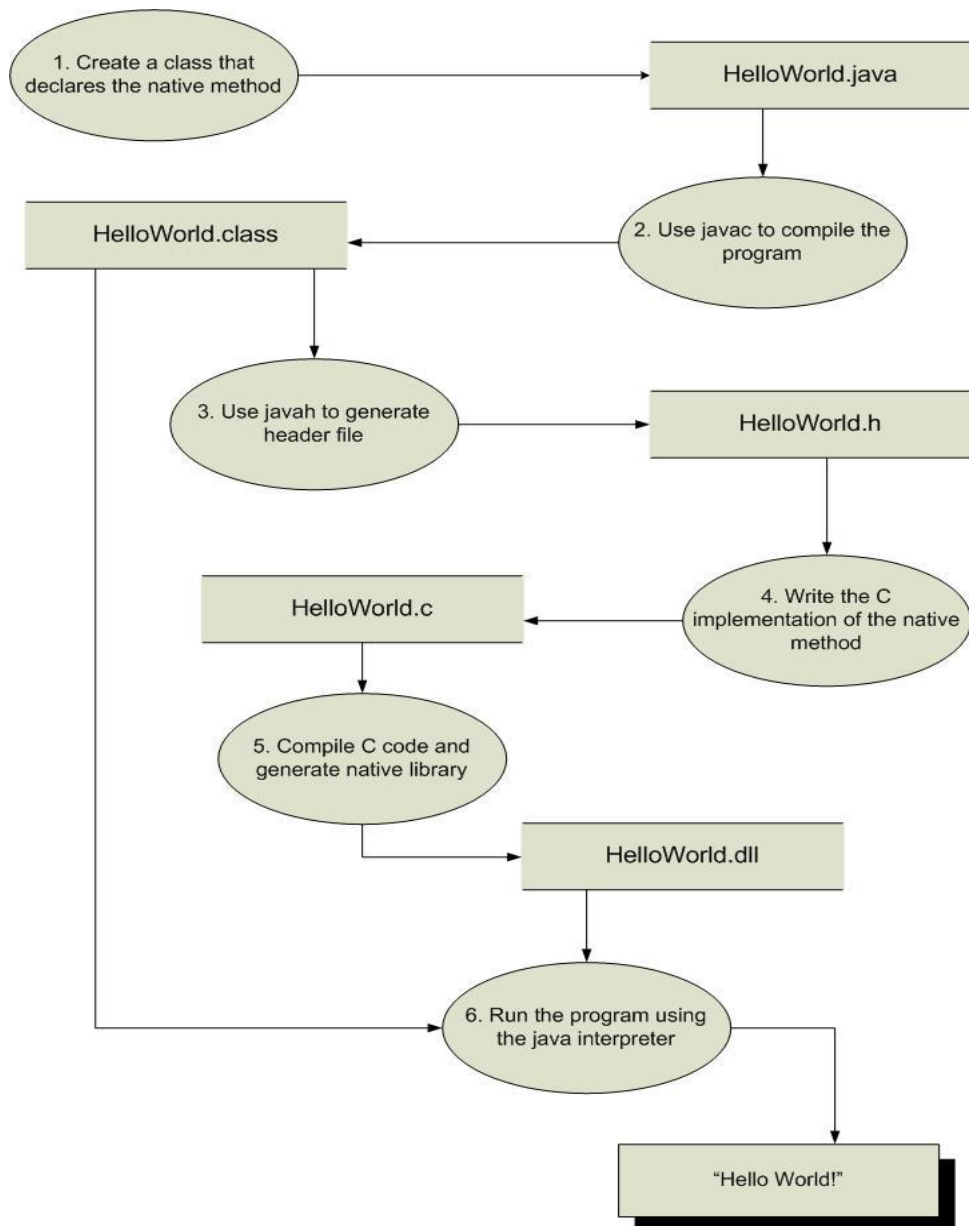 1. Create a class that
declares the native method
HelloWorld.java
HelloWorld.class
2. Use javac to compile the
program
3. Use javah to generate
header file
HelloWorld.h
HelloWorld.c
4. Write the C
implementation of the native
method
5. Compile C code and
generate native library
HelloWorld.dll
6. Run the program using
the java interpreter
“Hello World!”